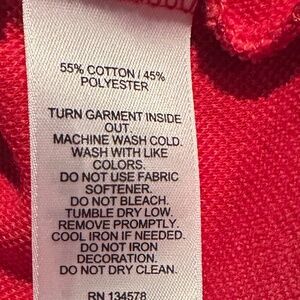 55% COTTON / 45%
POLYESTER
TURN GARMENT INSIDE
OUT.
MACHINE WASH COLD.
WASH WITH LIKE
COLORS.
DO NOT USE FABRIC
SOFTENER.
DO NOT BLEACH.
TUMBLE DRY LOW.
REMOVE PROMPTLY.
COOL IRON IF NEEDED.
DO NOT IRON
DECORATION.
DO NOT DRY CLEAN.
RN 134578